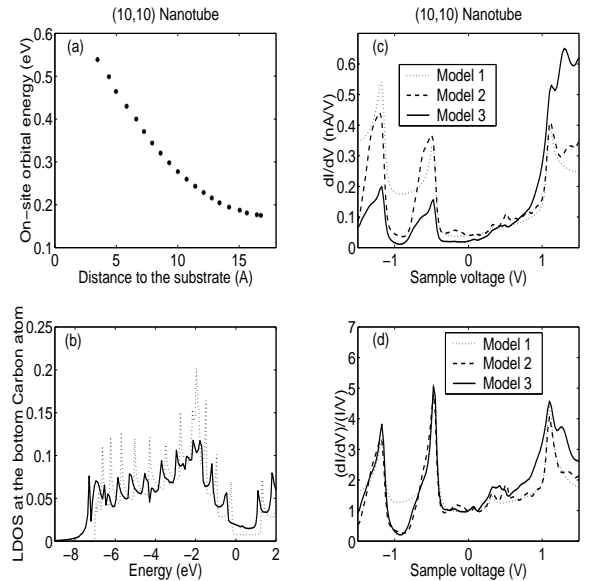 (10,10) Nanotube
(a)
On-site orbital energy (eV)
0.6
0.5
0.4
0.3
0.2
0.1
0
5
10
15
Distance to the substrate (A)
(10,10) Nanotube
(c)
Model 1
Model 2
Model 3
dI/dV (nA/V)
0.7
0.6
0.5
0.4
0.3
0.2
0.1
0
−1
0
1
Sample voltage (V)
(b)
LDOS at the bottom Carbon atom
0.25
0.2
0.15
0.1
0.05
0
−8
−6
−4
−2
0
2
Energy (eV)
(d)
Model 1
Model 2
Model 3
(dI/dV)/(I/V)
7
6
5
4
3
2
1
0
−1
0
1
Sample voltage (V)